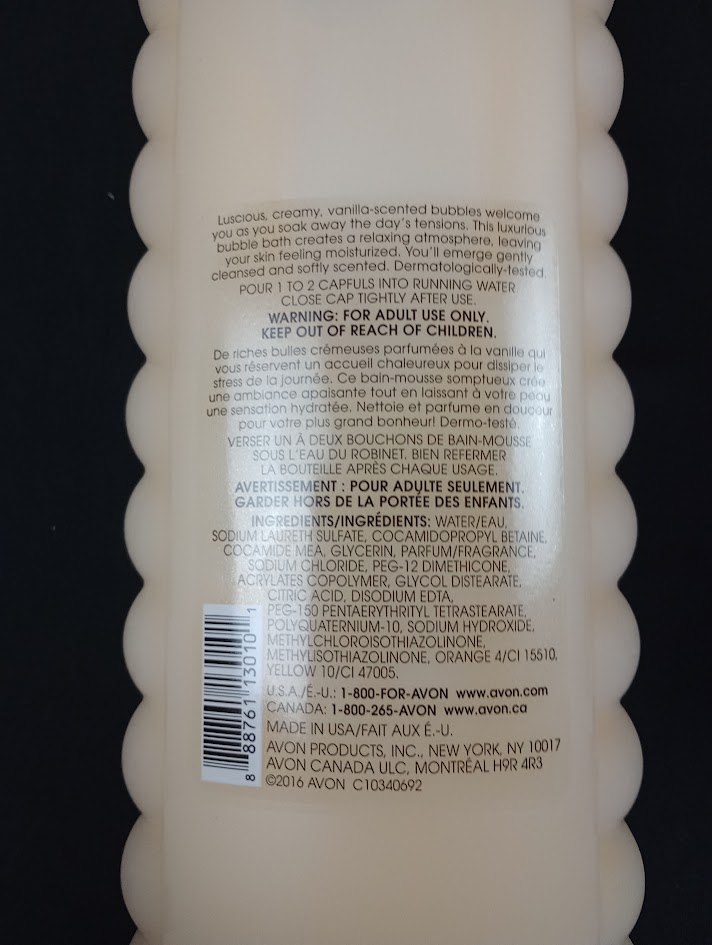 Luscious, creamy, vanilla-scented bubbles welcome
you as you soak away the day's tensions. This luxurious
bubble bath creates a relaxing atmosphere, leaving
your skin feeling moisturized. You'll emerge gently
cleansed and softly scented. Dermatologically-tested.
POUR 1 TO 2 CAPFULS INTO RUNNING WATER
CLOSE CAP TIGHTLY AFTER USE.
WARNING: FOR ADULT USE ONLY.
KEEP OUT OF REACH OF CHILDREN.
De riches bulles crémeuses parfumées à la vanille qui
vous réservent un accueil chaleureux pour dissiper le
stress de la journée. Ce bain-mousse somptueux crée
une ambiance apaisante tout en laissant à votre peau
une sensation hydratée. Nettoie et parfume en douceur
pour votre plus grand bonheur! Dermo-testé.
VERSER UN À DEUX BOUCHONS DE BAIN-MOUSSE
SOUS L'EAU DU ROBINET. BIEN REFERMER
LA BOUTEILLE APRÈS CHAQUE USAGE.
AVERTISSEMENT : POUR ADULTE SEULEMENT.
GARDER HORS DE LA PORTÉE DES ENFANTS.
INGREDIENTS/INGRÉDIENTS: WATER/EAU,
SODIUM LAURETH SULFATE, COCAMIDOPROPYL BETAINE,
COCAMIDE MEA, GLYCERIN, PARFUM/FRAGRANCE,
SODIUM CHLORIDE, PEG-12 DIMETHICONE,
ACRYLATES COPOLYMER, GLYCOL DISTEARATE,
CITRIC ACID, DISODIUM EDTA,
PEG-150 PENTAERYTHRITYL TETRASTEARATE,
POLYQUATERNIUM-10, SODIUM HYDROXIDE,
METHYLCHLOROISOTHIAZOLINONE,
METHYLISOTHIAZOLINONE, ORANGE 4/CI 15510,
YELLOW 10/CI 47005.
U.S.A./É.-U.: 1-800-FOR-AVON www.avon.com
CANADA: 1-800-265-AVON www.avon.ca
MADE IN USA/FAIT AUX É.-U.
AVON PRODUCTS, INC., NEW YORK, NY 10017
AVON CANADA ULC, MONTRÉAL H9R 4R3
©2016 AVON C10340692
8 88761 13010 1